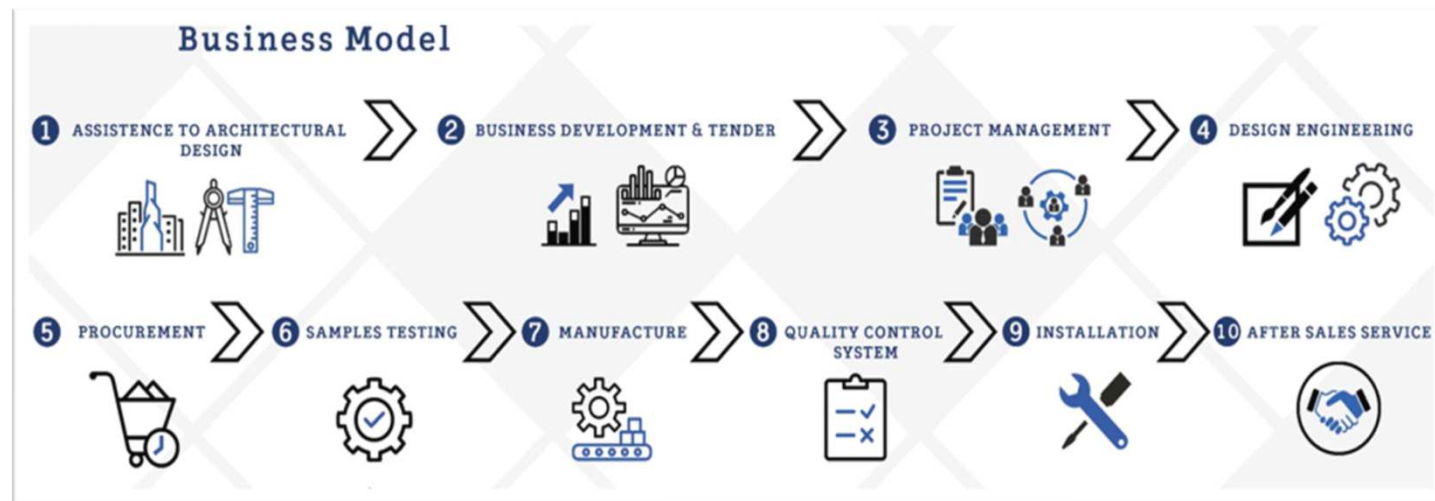 Business Model
1 ASSISTENCE TO ARCHITECTURAL
DESIGN
2 BUSINESS DEVELOPMENT & TENDER
3 PROJECT MANAGEMENT
4 DESIGN ENGINEERING
5 PROCUREMENT
6 SAMPLES TESTING
7 MANUFACTURE
8 QUALITY CONTROL
SYSTEM
9 INSTALLATION
10 AFTER SALES SERVICE